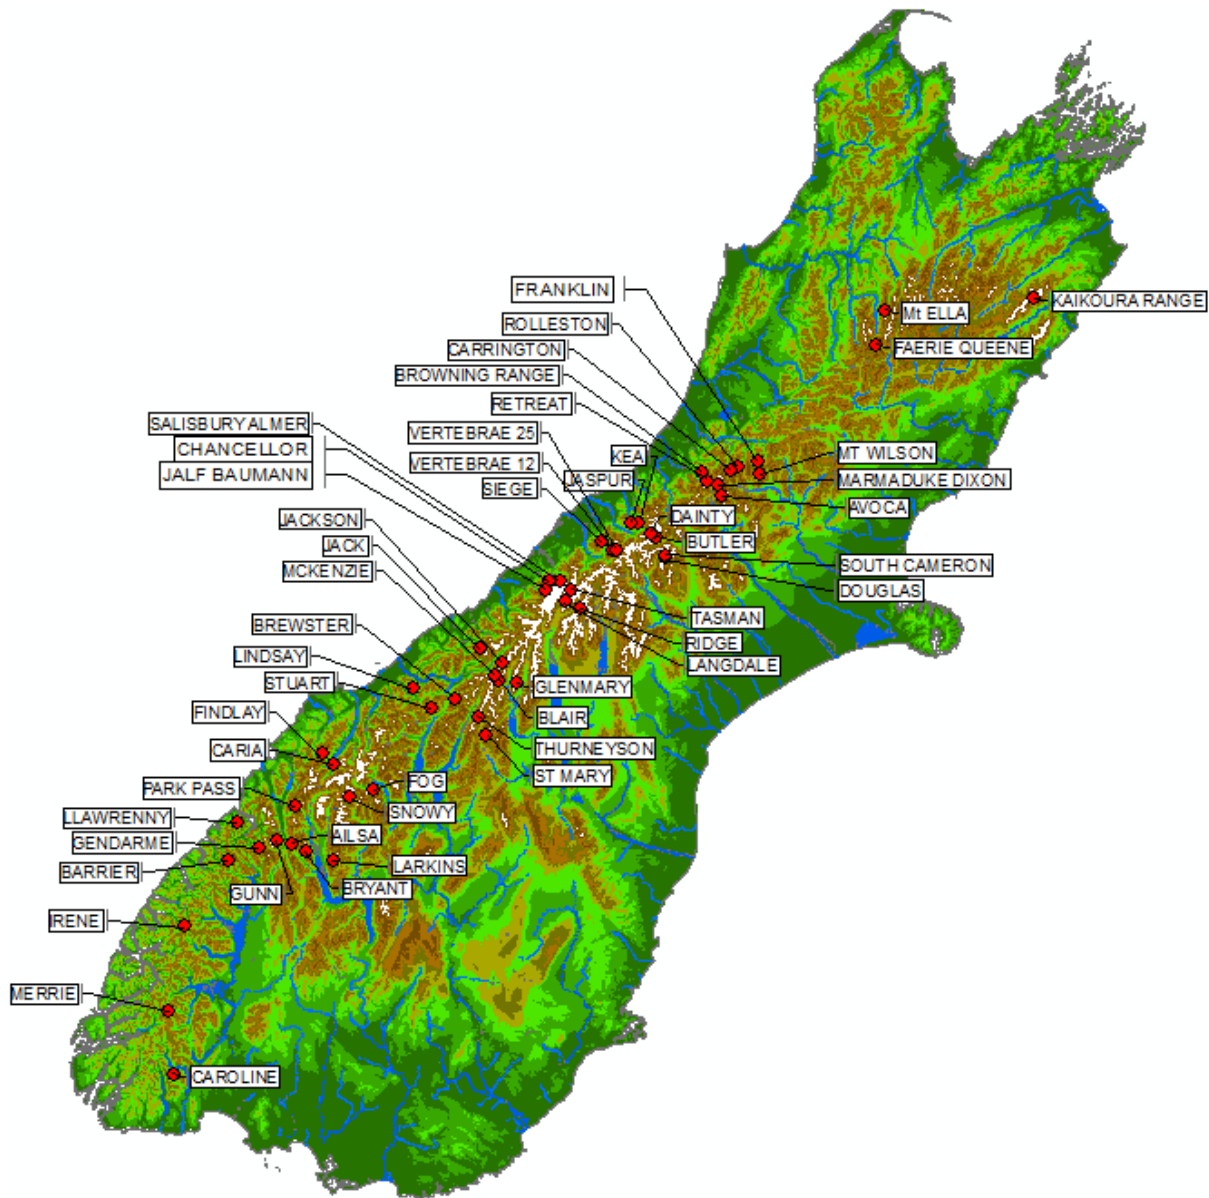 FRANKLIN
KAIKOURA RANGE
Mt ELLA
ROLLESTON
FAERIE QUEENE
CARRINGTON
BROWNING RANGE
RETREAT
SALISBURY ALMER
VERTEBRAE 25
CHANCELLOR
KEA
MT WILSON
VERTEBRAE 12
JALF BAUMANN
JASPUR
MARMADUKE DIXON
SIEGE
AVOCA
DAINTY
JACKSON
BUTLER
JACK
SOUTH CAMERON
MCKENZIE
DOUGLAS
TASMAN
BREWSTER
RIDGE
LINDSAY
LANGDALE
STUART
GLENMARY
FINDLAY
BLAIR
CARIA
THURNEYSON
ST MARY
PARK PASS
FOG
LLAWRENNY
SNOWY
AILSA
GENDARME
LARKINS
BARRIER
GUNN
BRYANT
IRENE
MERRIE
CAROLINE